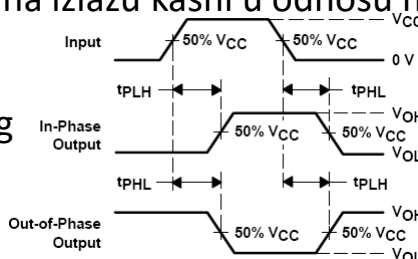 ma izlazu kasni u odnosu n
VCC
Input
50% VCC
50% VCC
0 V
tPLH
tPHL
g
In-Phase
Output
50% VCC
VOH
50% VCC
VOL
tPHL
tPLH
Out-of-Phase
Output
50% VCC
VOH
50% VCC
VOL